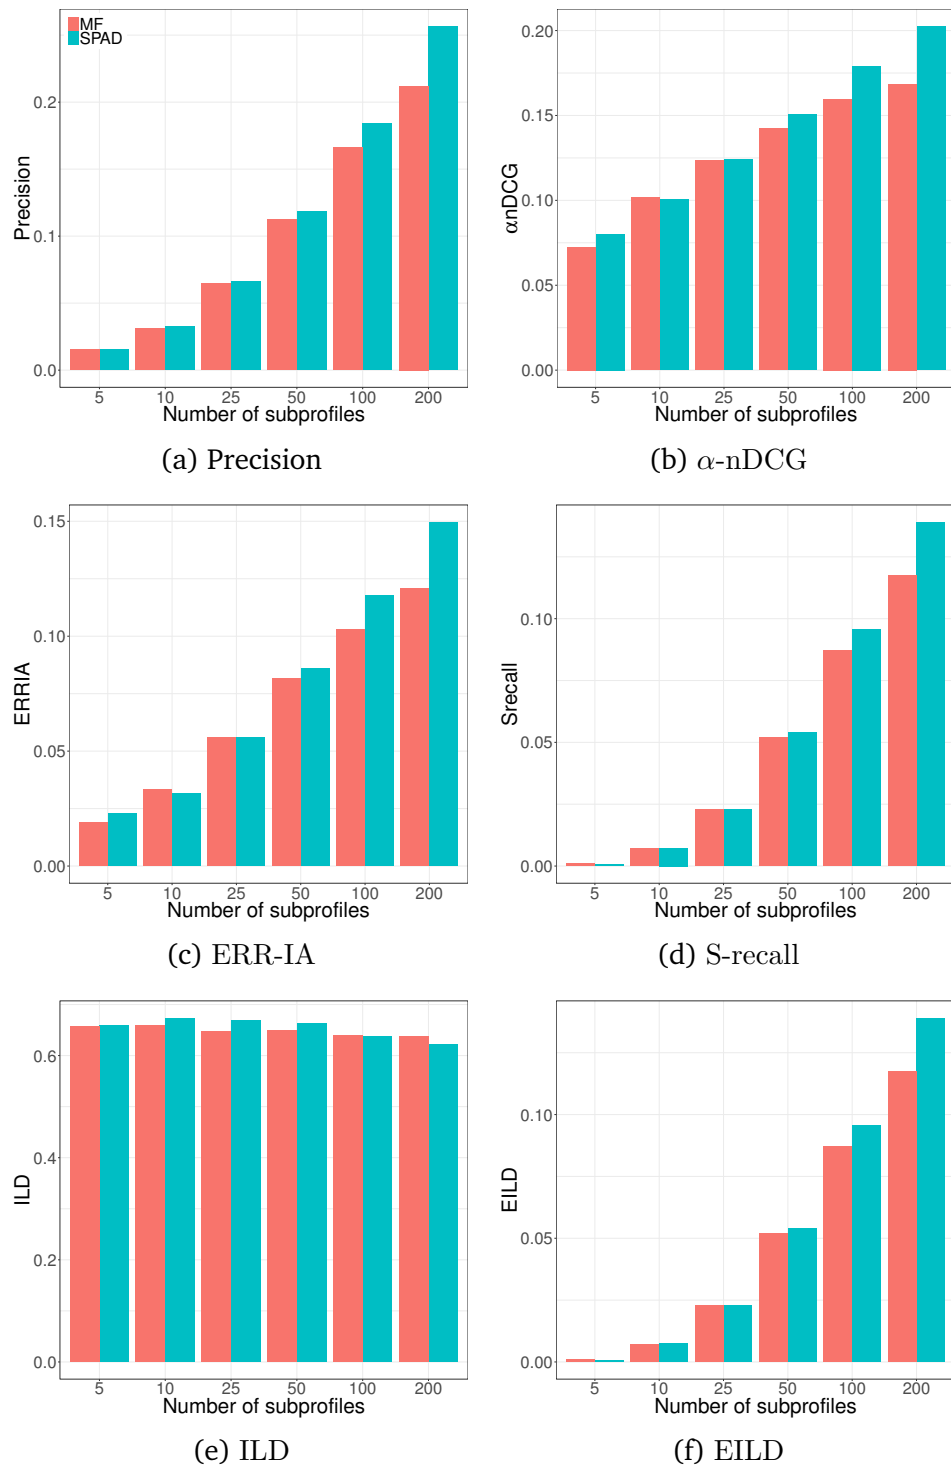 MF
SPAD
Precision
0.2
0.1
0.0
5 10 25 50 100 200
Number of subprofiles
(a) Precision
αnDCG
0.20
0.15
0.10
0.05
0.00
5 10 25 50 100 200
Number of subprofiles
(b) α-nDCG
ERRIA
0.15
0.10
0.05
0.00
5 10 25 50 100 200
Number of subprofiles
(c) ERR-IA
Srecall
0.10
0.05
0.00
5 10 25 50 100 200
Number of subprofiles
(d) S-recall
ILD
0.6
0.4
0.2
0.0
5 10 25 50 100 200
Number of subprofiles
(e) ILD
EILD
0.10
0.05
0.00
5 10 25 50 100 200
Number of subprofiles
(f) EILD